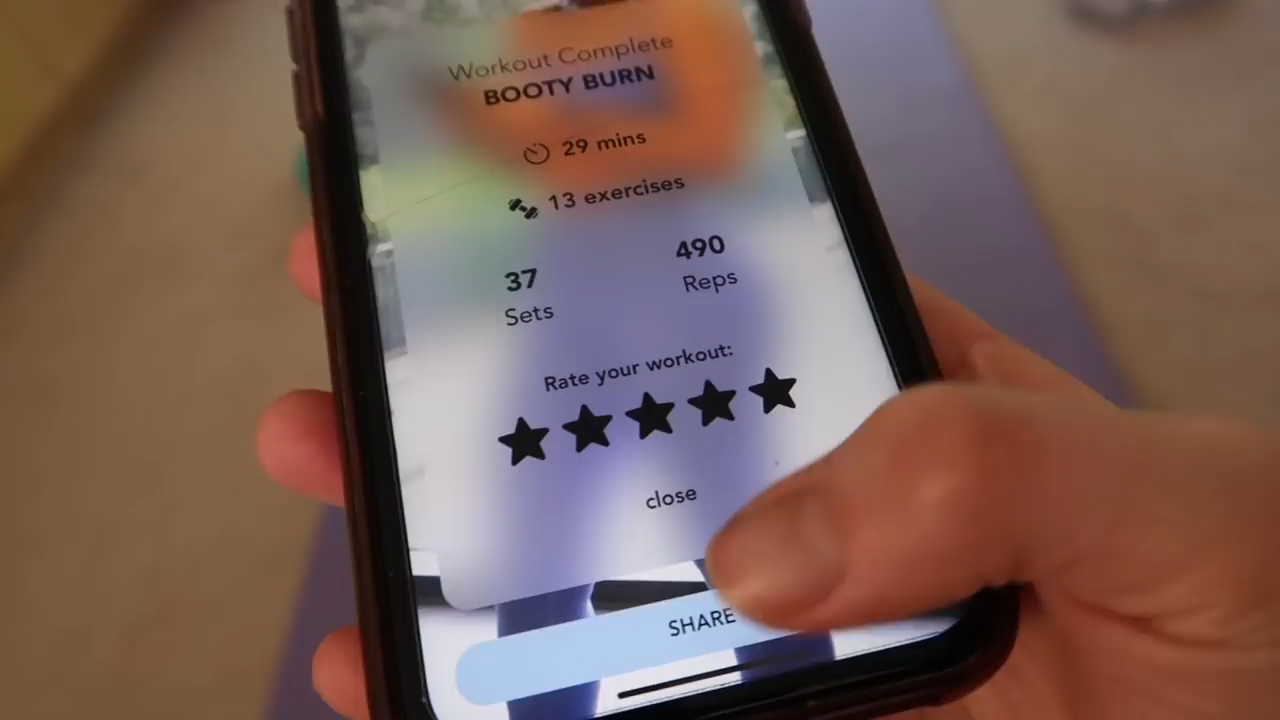 Workout Complete
BOOTY BURN
29 mins
13 exercises
37
Sets
490
Reps
Rate your workout:
close
SHARE